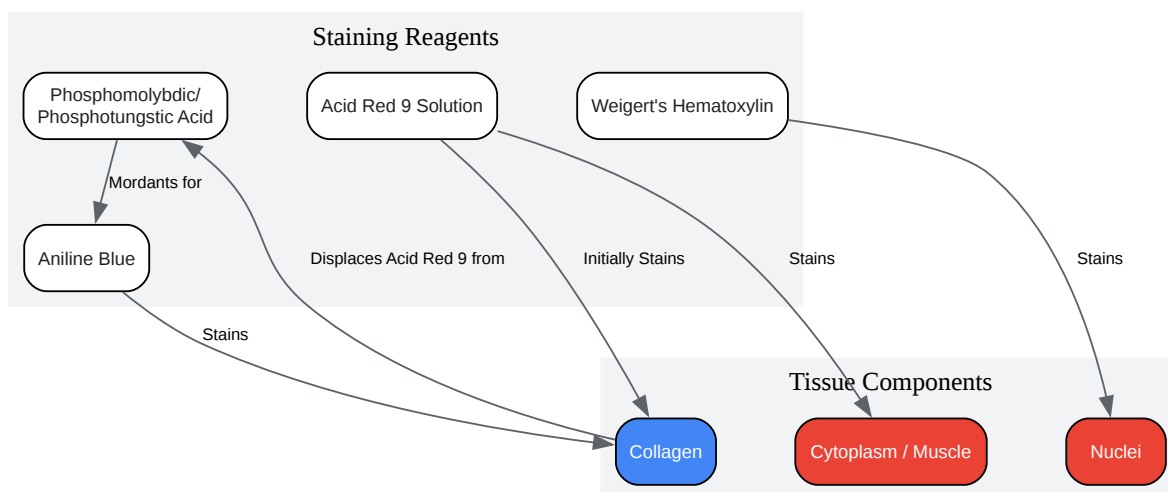 Staining Reagents
Phosphomolybdic/
Phosphotungstic Acid
Acid Red 9 Solution
Weigert's Hematoxylin
Mordants for
Aniline Blue
Displaces Acid Red 9 from
Initially Stains
Stains
Stains
Stains
Tissue Components
Collagen
Cytoplasm / Muscle
Nuclei